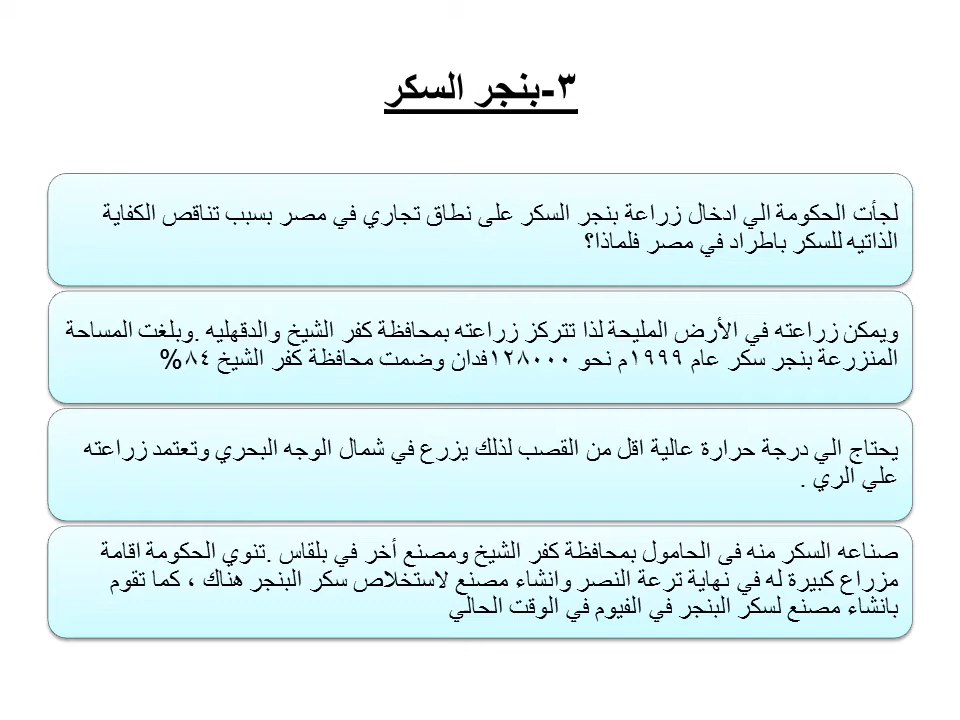 ٣-بنجر السكر
لجأت الحكومة الي ادخال زراعة بنجر السكر على نطاق تجاري في مصر بسبب تناقص الكفاية
الذاتيه للسكر باطراد في مصر فلماذا؟
ويمكن زراعته في الأرض المليحة لذا تتركز زراعته بمحافظة كفر الشيخ والدقهليه .وبلغت المساحة
المنزرعة بنجر سكر عام ١٩٩٩م نحو ١٢٨٠٠٠فدان وضمت محافظة كفر الشيخ ٨٤%
يحتاج الي درجة حرارة عالية اقل من القصب لذلك يزرع في شمال الوجه البحري وتعتمد زراعته
علي الري .
صناعه السكر منه فى الحامول بمحافظة كفر الشيخ ومصنع أخر في بلقاس .تنوي الحكومة اقامة
مزراع كبيرة له في نهاية ترعة النصر وانشاء مصنع لاستخلاص سكر البنجر هناك ، كما تقوم
بانشاء مصنع لسكر البنجر في الفيوم في الوقت الحالي